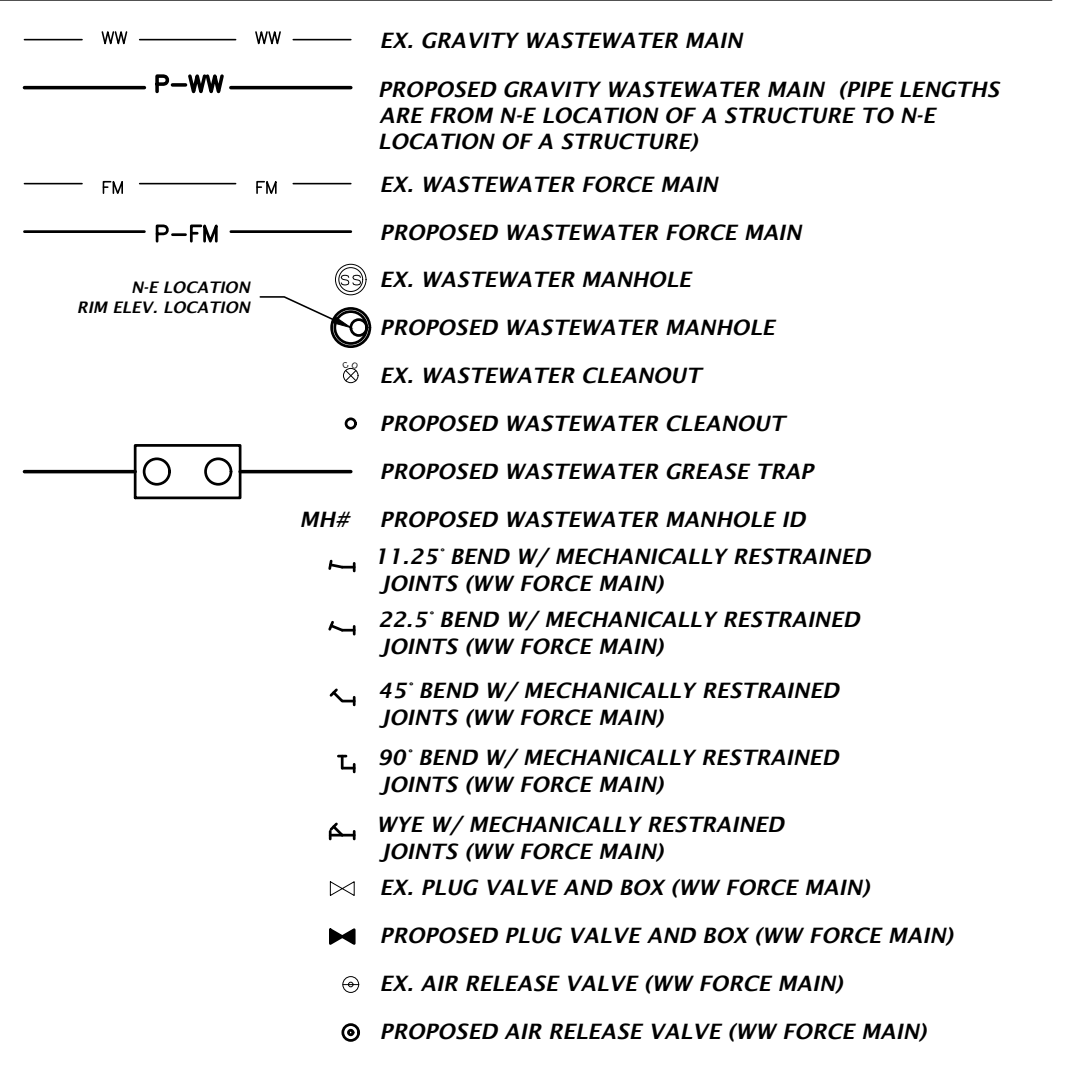 WW WW EX. GRAVITY WASTEWATER MAIN
P-WW PROPOSED GRAVITY WASTEWATER MAIN (PIPE LENGTHS
ARE FROM N-E LOCATION OF A STRUCTURE TO N-E
LOCATION OF A STRUCTURE)
FM FM EX. WASTEWATER FORCE MAIN
P-FM PROPOSED WASTEWATER FORCE MAIN
SS EX. WASTEWATER MANHOLE
N-E LOCATION
RIM ELEV. LOCATION
PROPOSED WASTEWATER MANHOLE
CO EX. WASTEWATER CLEANOUT
PROPOSED WASTEWATER CLEANOUT
PROPOSED WASTEWATER GREASE TRAP
MH# PROPOSED WASTEWATER MANHOLE ID
11.25° BEND W/ MECHANICALLY RESTRAINED
JOINTS (WW FORCE MAIN)
22.5° BEND W/ MECHANICALLY RESTRAINED
JOINTS (WW FORCE MAIN)
45° BEND W/ MECHANICALLY RESTRAINED
JOINTS (WW FORCE MAIN)
90° BEND W/ MECHANICALLY RESTRAINED
JOINTS (WW FORCE MAIN)
WYE W/ MECHANICALLY RESTRAINED
JOINTS (WW FORCE MAIN)
EX. PLUG VALVE AND BOX (WW FORCE MAIN)
PROPOSED PLUG VALVE AND BOX (WW FORCE MAIN)
EX. AIR RELEASE VALVE (WW FORCE MAIN)
PROPOSED AIR RELEASE VALVE (WW FORCE MAIN)